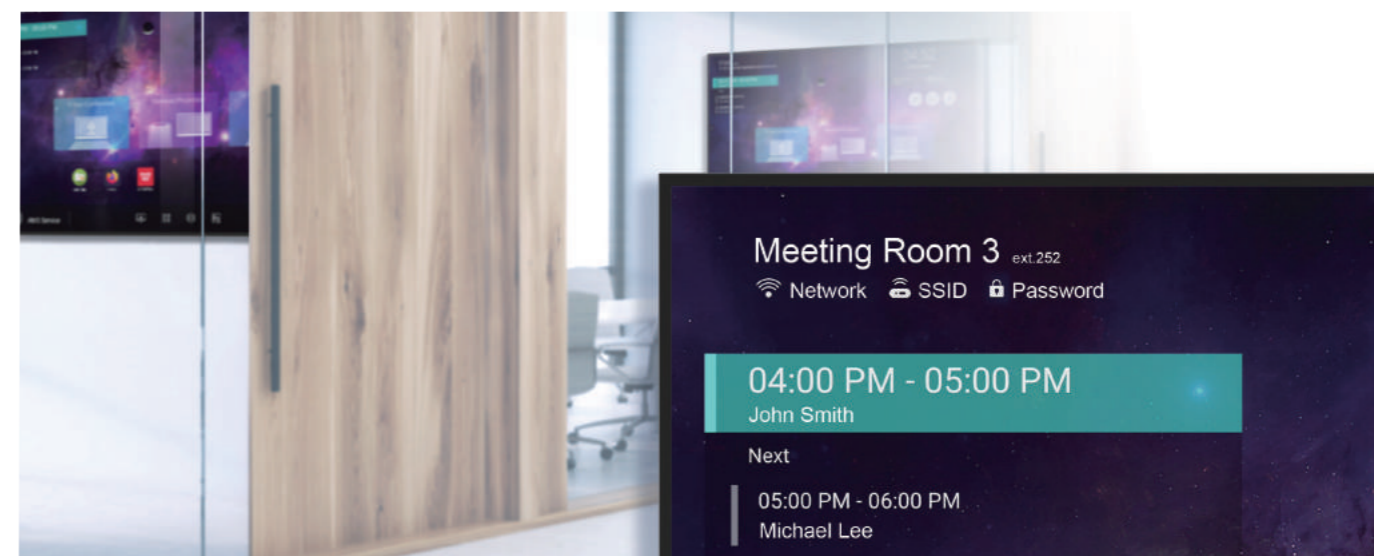 Meeting Room 3 ext.252
Network SSID Password
04:00 PM - 05:00 PM
John Smith
Next
05:00 PM - 06:00 PM
Michael Lee